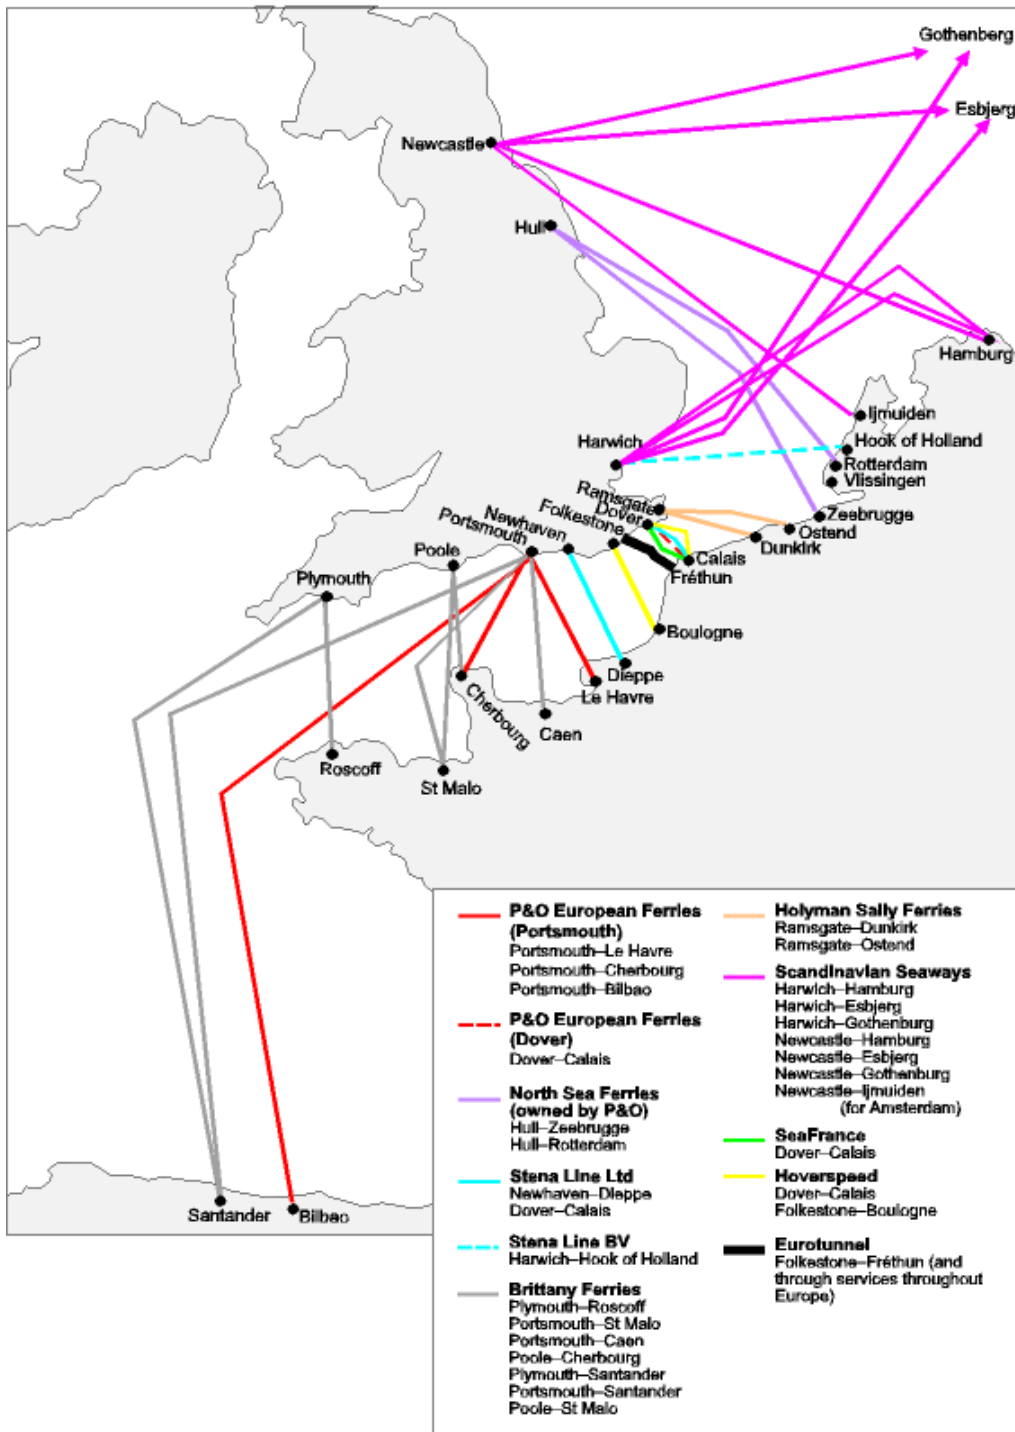 Gothenberg
Esbjerg
Newcastle
Hull
Hamburg
Ijmuiden
Harwich
Hook of Holland
Rotterdam
Vlissingen
Ramsgate
Dover
Folkestone
Zeebrugge
Ostend
Dunkirk
Newhaven
Portsmouth
Poole
Calais
Fréthun
Plymouth
Boulogne
Dieppe
Le Havre
Cherbourg
Caen
Roscoff
St Malo
Santander
Bilbao
P&O European Ferries
(Portsmouth)
Portsmouth–Le Havre
Portsmouth–Cherbourg
Portsmouth–Bilbao
P&O European Ferries
(Dover)
Dover–Calais
North Sea Ferries
(owned by P&O)
Hull–Zeebrugge
Hull–Rotterdam
Stena Line Ltd
Newhaven–Dieppe
Dover–Calais
Stena Line BV
Harwich–Hook of Holland
Brittany Ferries
Plymouth–Roscoff
Portsmouth–St Malo
Portsmouth–Caen
Poole–Cherbourg
Plymouth–Santander
Portsmouth–Santander
Poole–St Malo
Holyman Sally Ferries
Ramsgate–Dunkirk
Ramsgate–Ostend
Scandinavian Seaways
Harwich–Hamburg
Harwich–Esbjerg
Harwich–Gothenburg
Newcastle–Hamburg
Newcastle–Esbjerg
Newcastle–Gothenburg
Newcastle–Ijmuiden
(for Amsterdam)
SeaFrance
Dover–Calais
Hoverspeed
Dover–Calais
Folkestone–Boulogne
Eurotunnel
Folkestone–Fréthun (and
through services throughout
Europe)